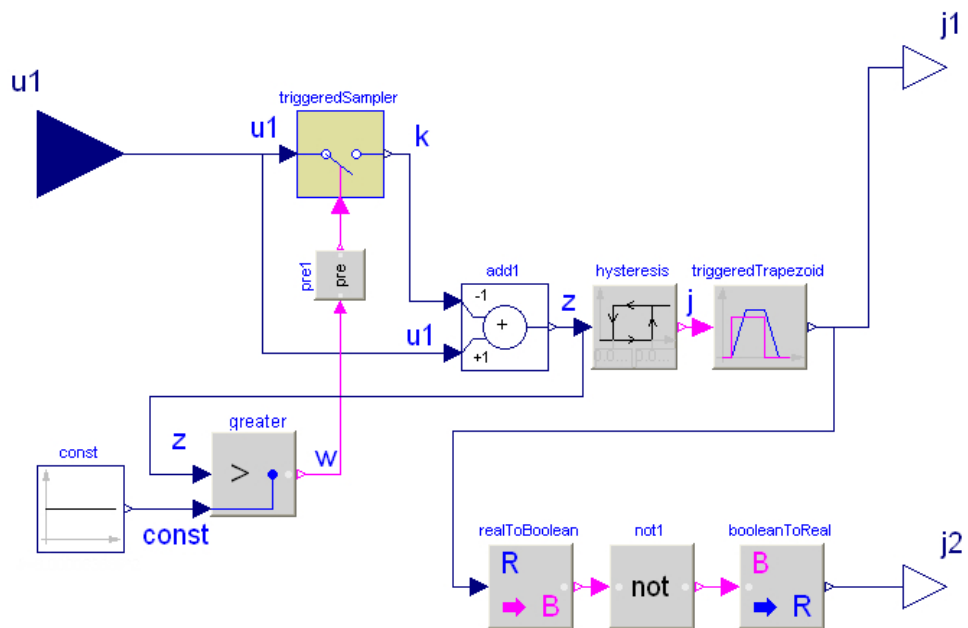 j1
u1
triggeredSampler
u1
k
pre1
pre
add1
hysteresis
triggeredTrapezoid
-1
+
z
j
u1
+1
greater
z
>
w
const
const
realToBoolean
not1
booleanToReal
j2
R
B
not
B
R